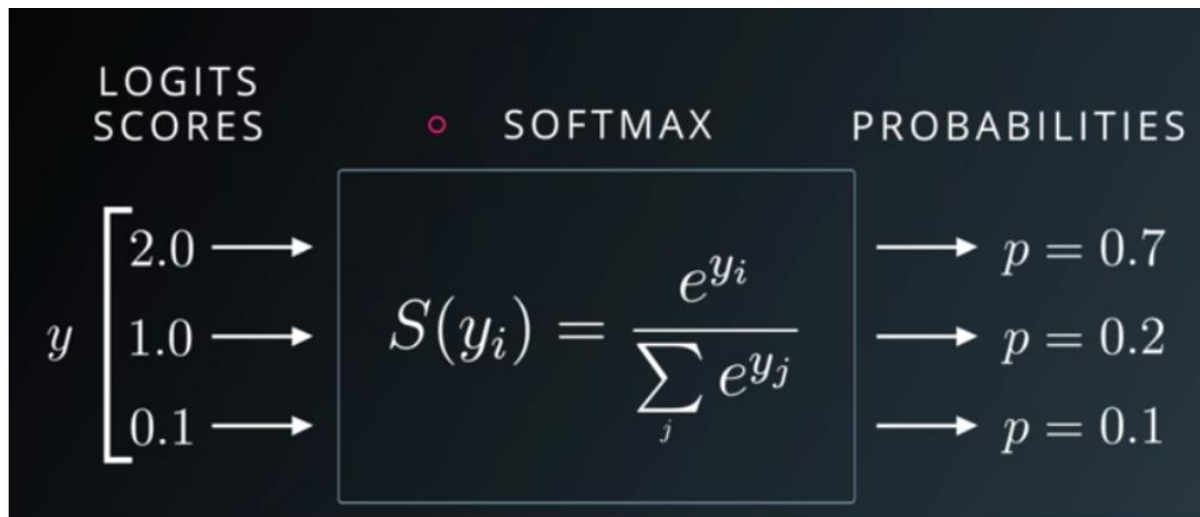 LOGITS
SCORES
SOFTMAX
PROBABILITIES
y
2.0
1.0
0.1
S(y_i) = e^{y_i} / \sum_j e^{y_j}
p = 0.7
p = 0.2
p = 0.1